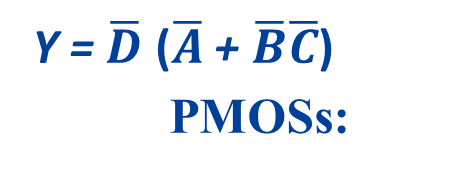 Y = D̅ (A̅ + B̅ C̅)
PMOSs: